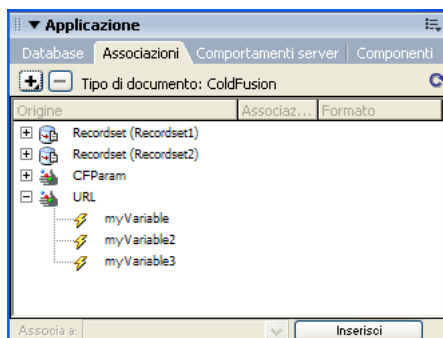 Applicazione
Database Associazioni Comportamenti server Componenti
Tipo di documento: ColdFusion
Origine Associaz... Formato
Recordset (Recordset1)
Recordset (Recordset2)
CFParam
URL
myVariable
myVariable2
myVariable3
Associa a: Inserisci